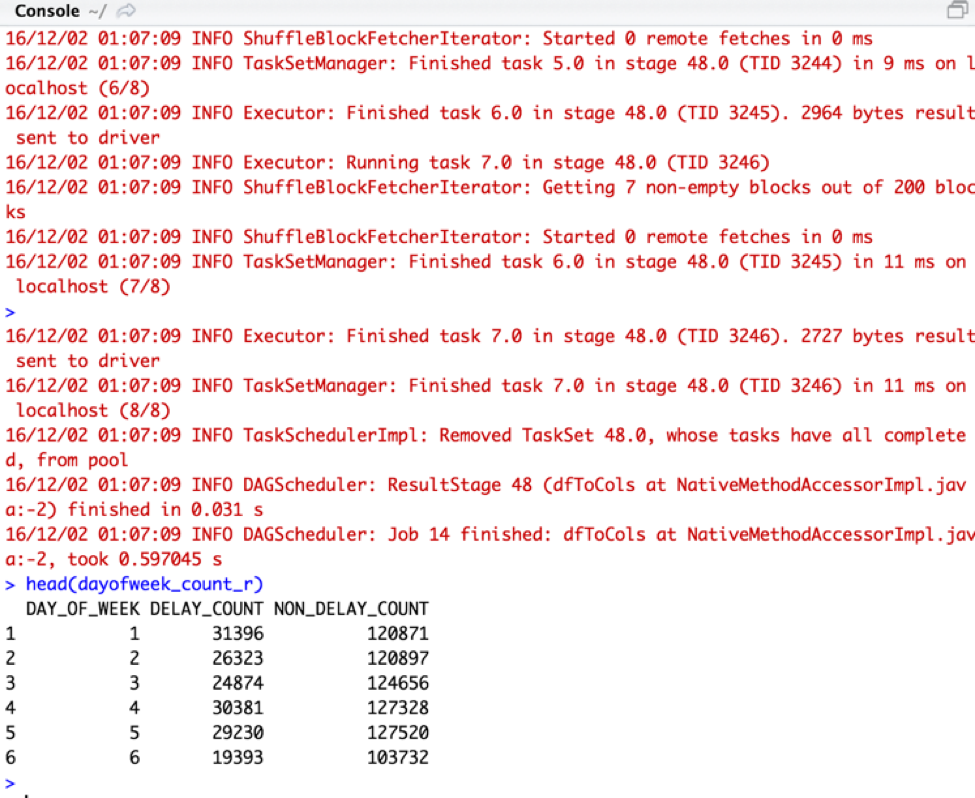 Console ~/
16/12/02 01:07:09 INFO ShuffleBlockFetcherIterator: Started 0 remote fetches in 0 ms
16/12/02 01:07:09 INFO TaskSetManager: Finished task 5.0 in stage 48.0 (TID 3244) in 9 ms on l
ocalhost (6/8)
16/12/02 01:07:09 INFO Executor: Finished task 6.0 in stage 48.0 (TID 3245). 2964 bytes result
 sent to driver
16/12/02 01:07:09 INFO Executor: Running task 7.0 in stage 48.0 (TID 3246)
16/12/02 01:07:09 INFO ShuffleBlockFetcherIterator: Getting 7 non-empty blocks out of 200 bloc
ks
16/12/02 01:07:09 INFO ShuffleBlockFetcherIterator: Started 0 remote fetches in 0 ms
16/12/02 01:07:09 INFO TaskSetManager: Finished task 6.0 in stage 48.0 (TID 3245) in 11 ms on
 localhost (7/8)
>
16/12/02 01:07:09 INFO Executor: Finished task 7.0 in stage 48.0 (TID 3246). 2727 bytes result
 sent to driver
16/12/02 01:07:09 INFO TaskSetManager: Finished task 7.0 in stage 48.0 (TID 3246) in 11 ms on
 localhost (8/8)
16/12/02 01:07:09 INFO TaskSchedulerImpl: Removed TaskSet 48.0, whose tasks have all complete
d, from pool
16/12/02 01:07:09 INFO DAGScheduler: ResultStage 48 (dfToCols at NativeMethodAccessorImpl.jav
a:-2) finished in 0.031 s
16/12/02 01:07:09 INFO DAGScheduler: Job 14 finished: dfToCols at NativeMethodAccessorImpl.jav
a:-2, took 0.597045 s
> head(dayofweek_count_r)
  DAY_OF_WEEK DELAY_COUNT NON_DELAY_COUNT
1           1       31396          120871
2           2       26323          120897
3           3       24874          124656
4           4       30381          127328
5           5       29230          127520
6           6       19393          103732
>